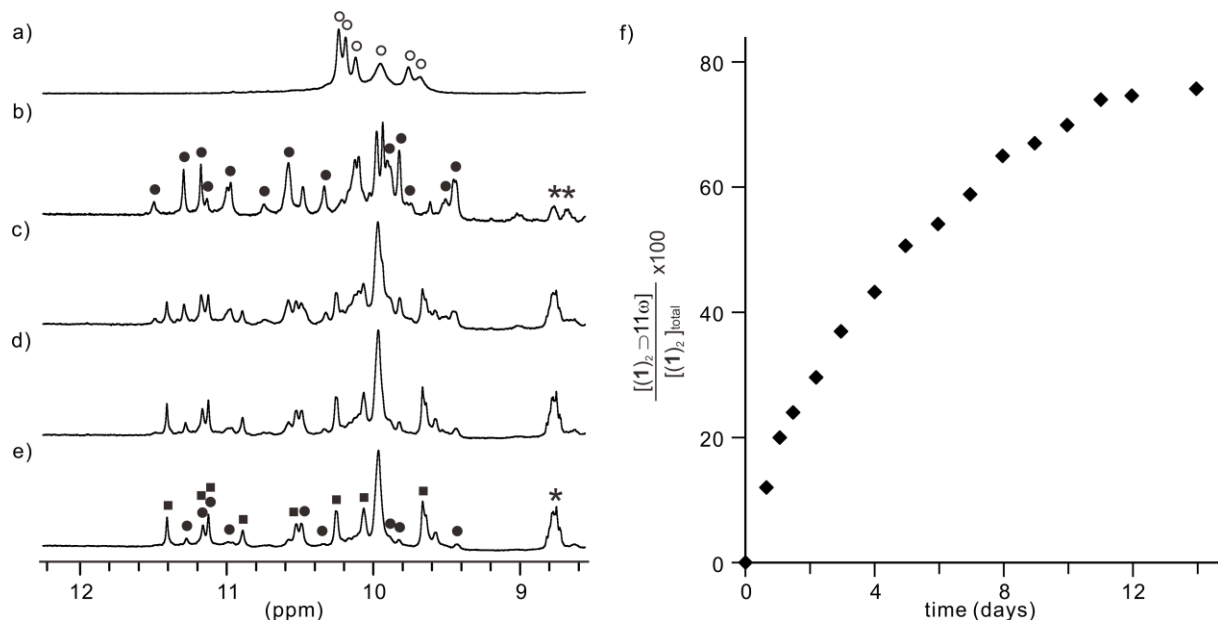 a)
b)
c)
d)
e)
**
*
12
11
10
9
(ppm)
f)
[(1)₂ ⊃11ω]
[(1)₂ ]total
x100
80
60
40
20
0
0
4
8
12
time (days)